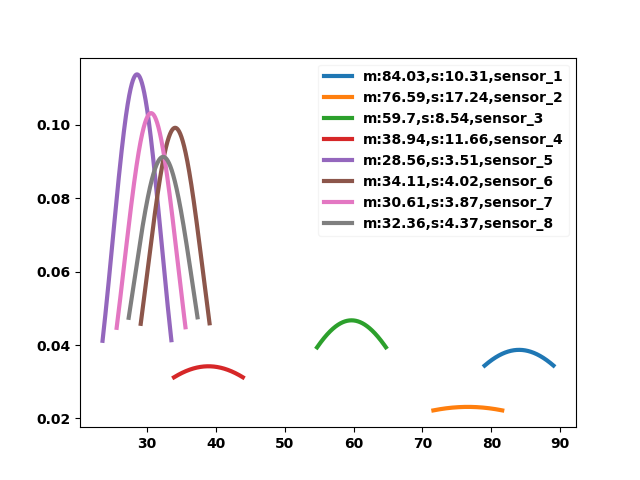 m:84.03,s:10.31,sensor_1
m:76.59,s:17.24,sensor_2
m:59.7,s:8.54,sensor_3
m:38.94,s:11.66,sensor_4
m:28.56,s:3.51,sensor_5
m:34.11,s:4.02,sensor_6
m:30.61,s:3.87,sensor_7
m:32.36,s:4.37,sensor_8
0.10
0.08
0.06
0.04
0.02
30 40 50 60 70 80 90